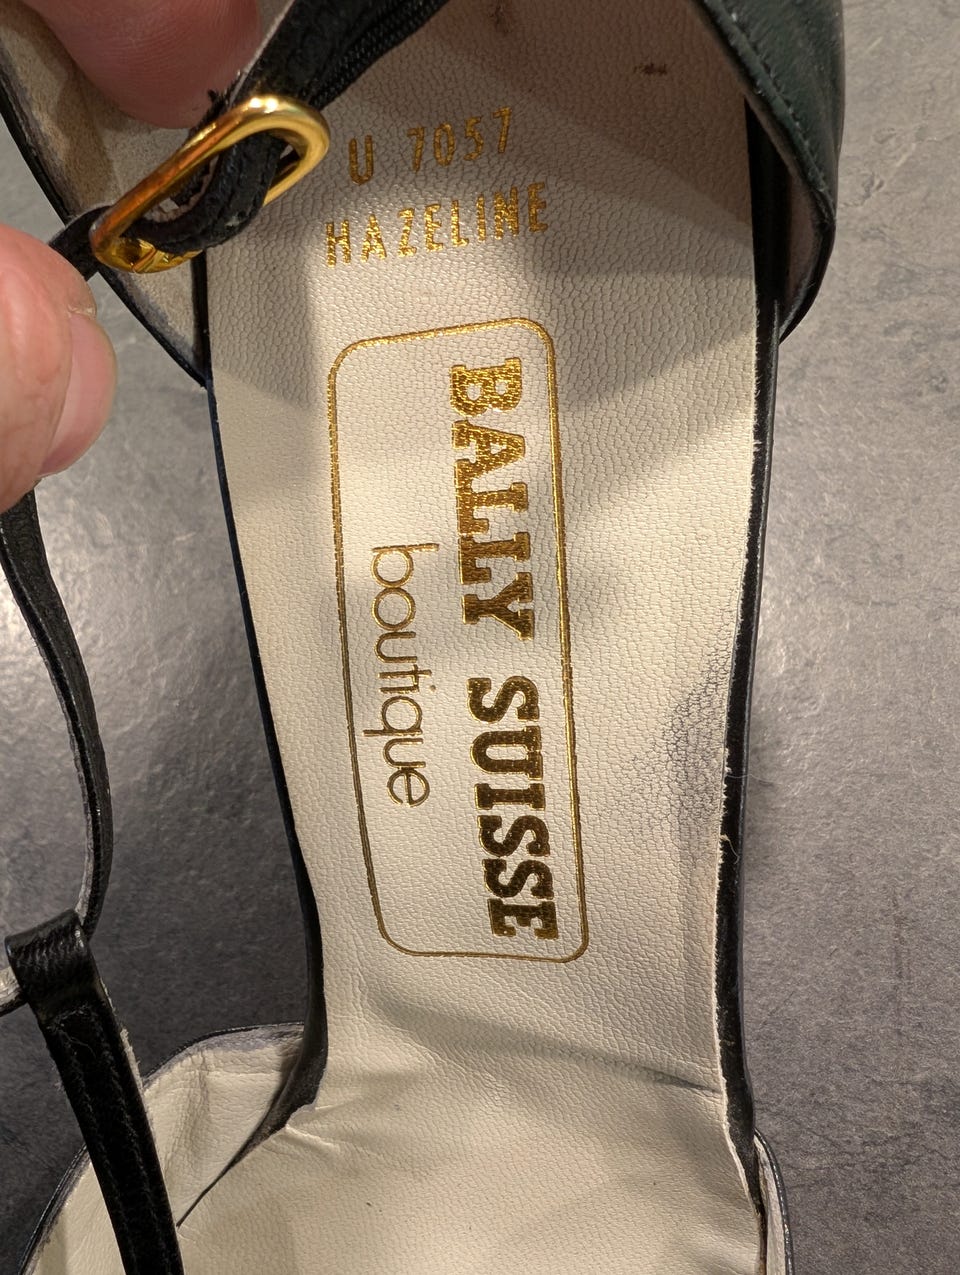 U 7057
HAZELINE
BALLY SUISSE
boutique